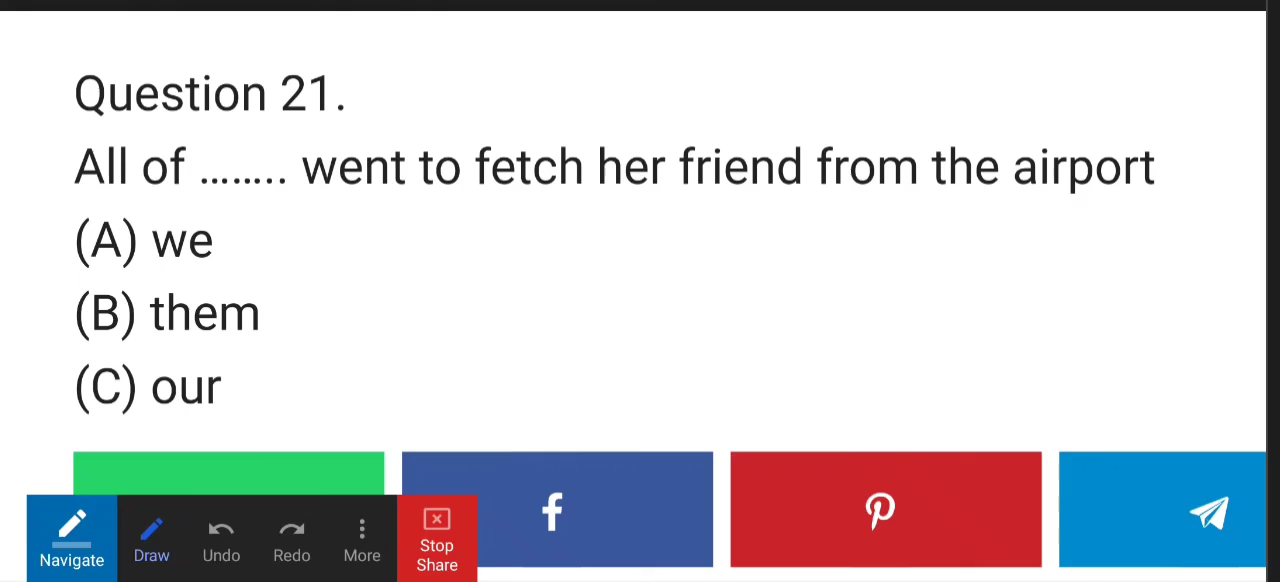 Question 21.
All of ........ went to fetch her friend from the airport
(A) we
(B) them
(C) our
Navigate
Draw
Undo
Redo
More
Stop
Share